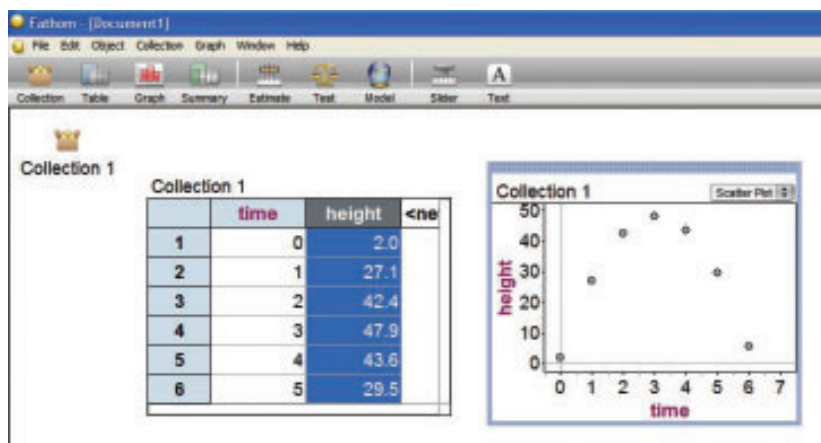 Fathom - [Document1]
File Edit Object Collection Graph Window Help
Collection Table Graph Summary Estimate Test Model Slider Text
Collection 1
Collection 1
time height <ne
1 0 2.0
2 1 27.1
3 2 42.4
4 3 47.9
5 4 43.6
6 5 29.5
Collection 1 Scatter Plot
50
40
30
20
10
0
height
0 1 2 3 4 5 6 7
time